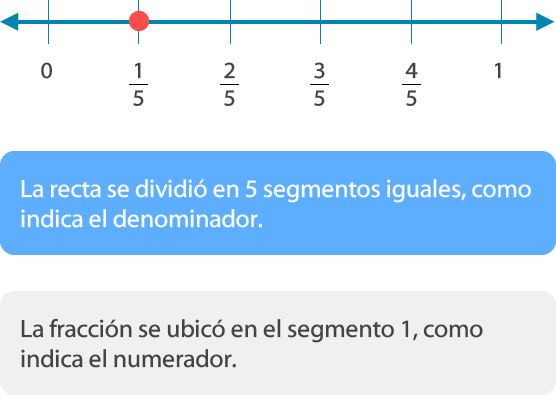 0 1/5 2/5 3/5 4/5 1
La recta se dividió en 5 segmentos iguales, como
indica el denominador.
La fracción se ubicó en el segmento 1, como
indica el numerador.